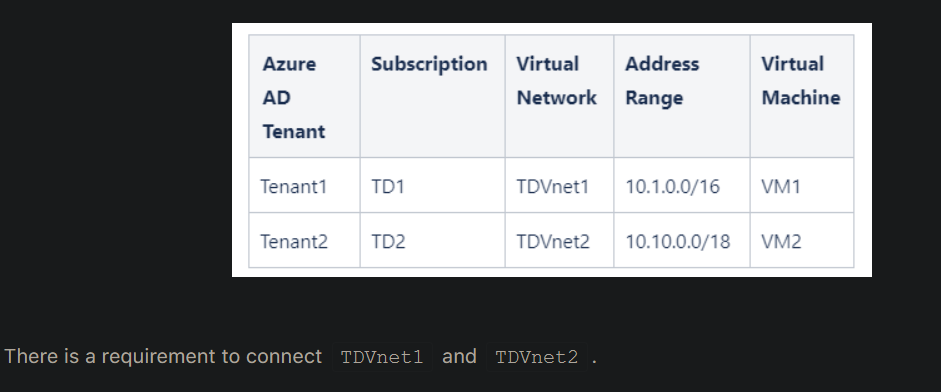 Azure AD Tenant Subscription Virtual Network Address Range Virtual Machine
Tenant1 TD1 TDVnet1 10.1.0.0/16 VM1
Tenant2 TD2 TDVnet2 10.10.0.0/18 VM2
There is a requirement to connect TDVnet1 and TDVnet2 .